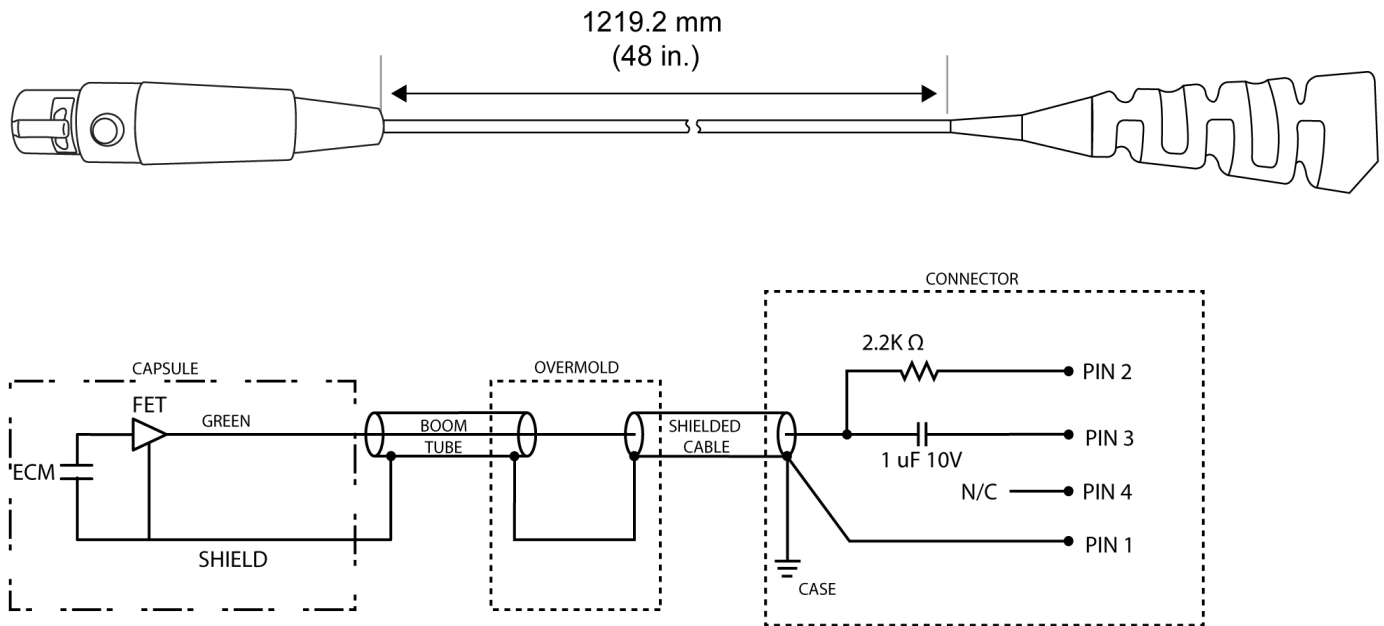 1219.2 mm
(48 in.)
CONNECTOR
2.2K Ω
PIN 2
CAPSULE
OVERMOLD
FET
GREEN
BOOM
TUBE
SHIELDED
CABLE
PIN 3
1 uF 10V
ECM
N/C
PIN 4
PIN 1
SHIELD
CASE